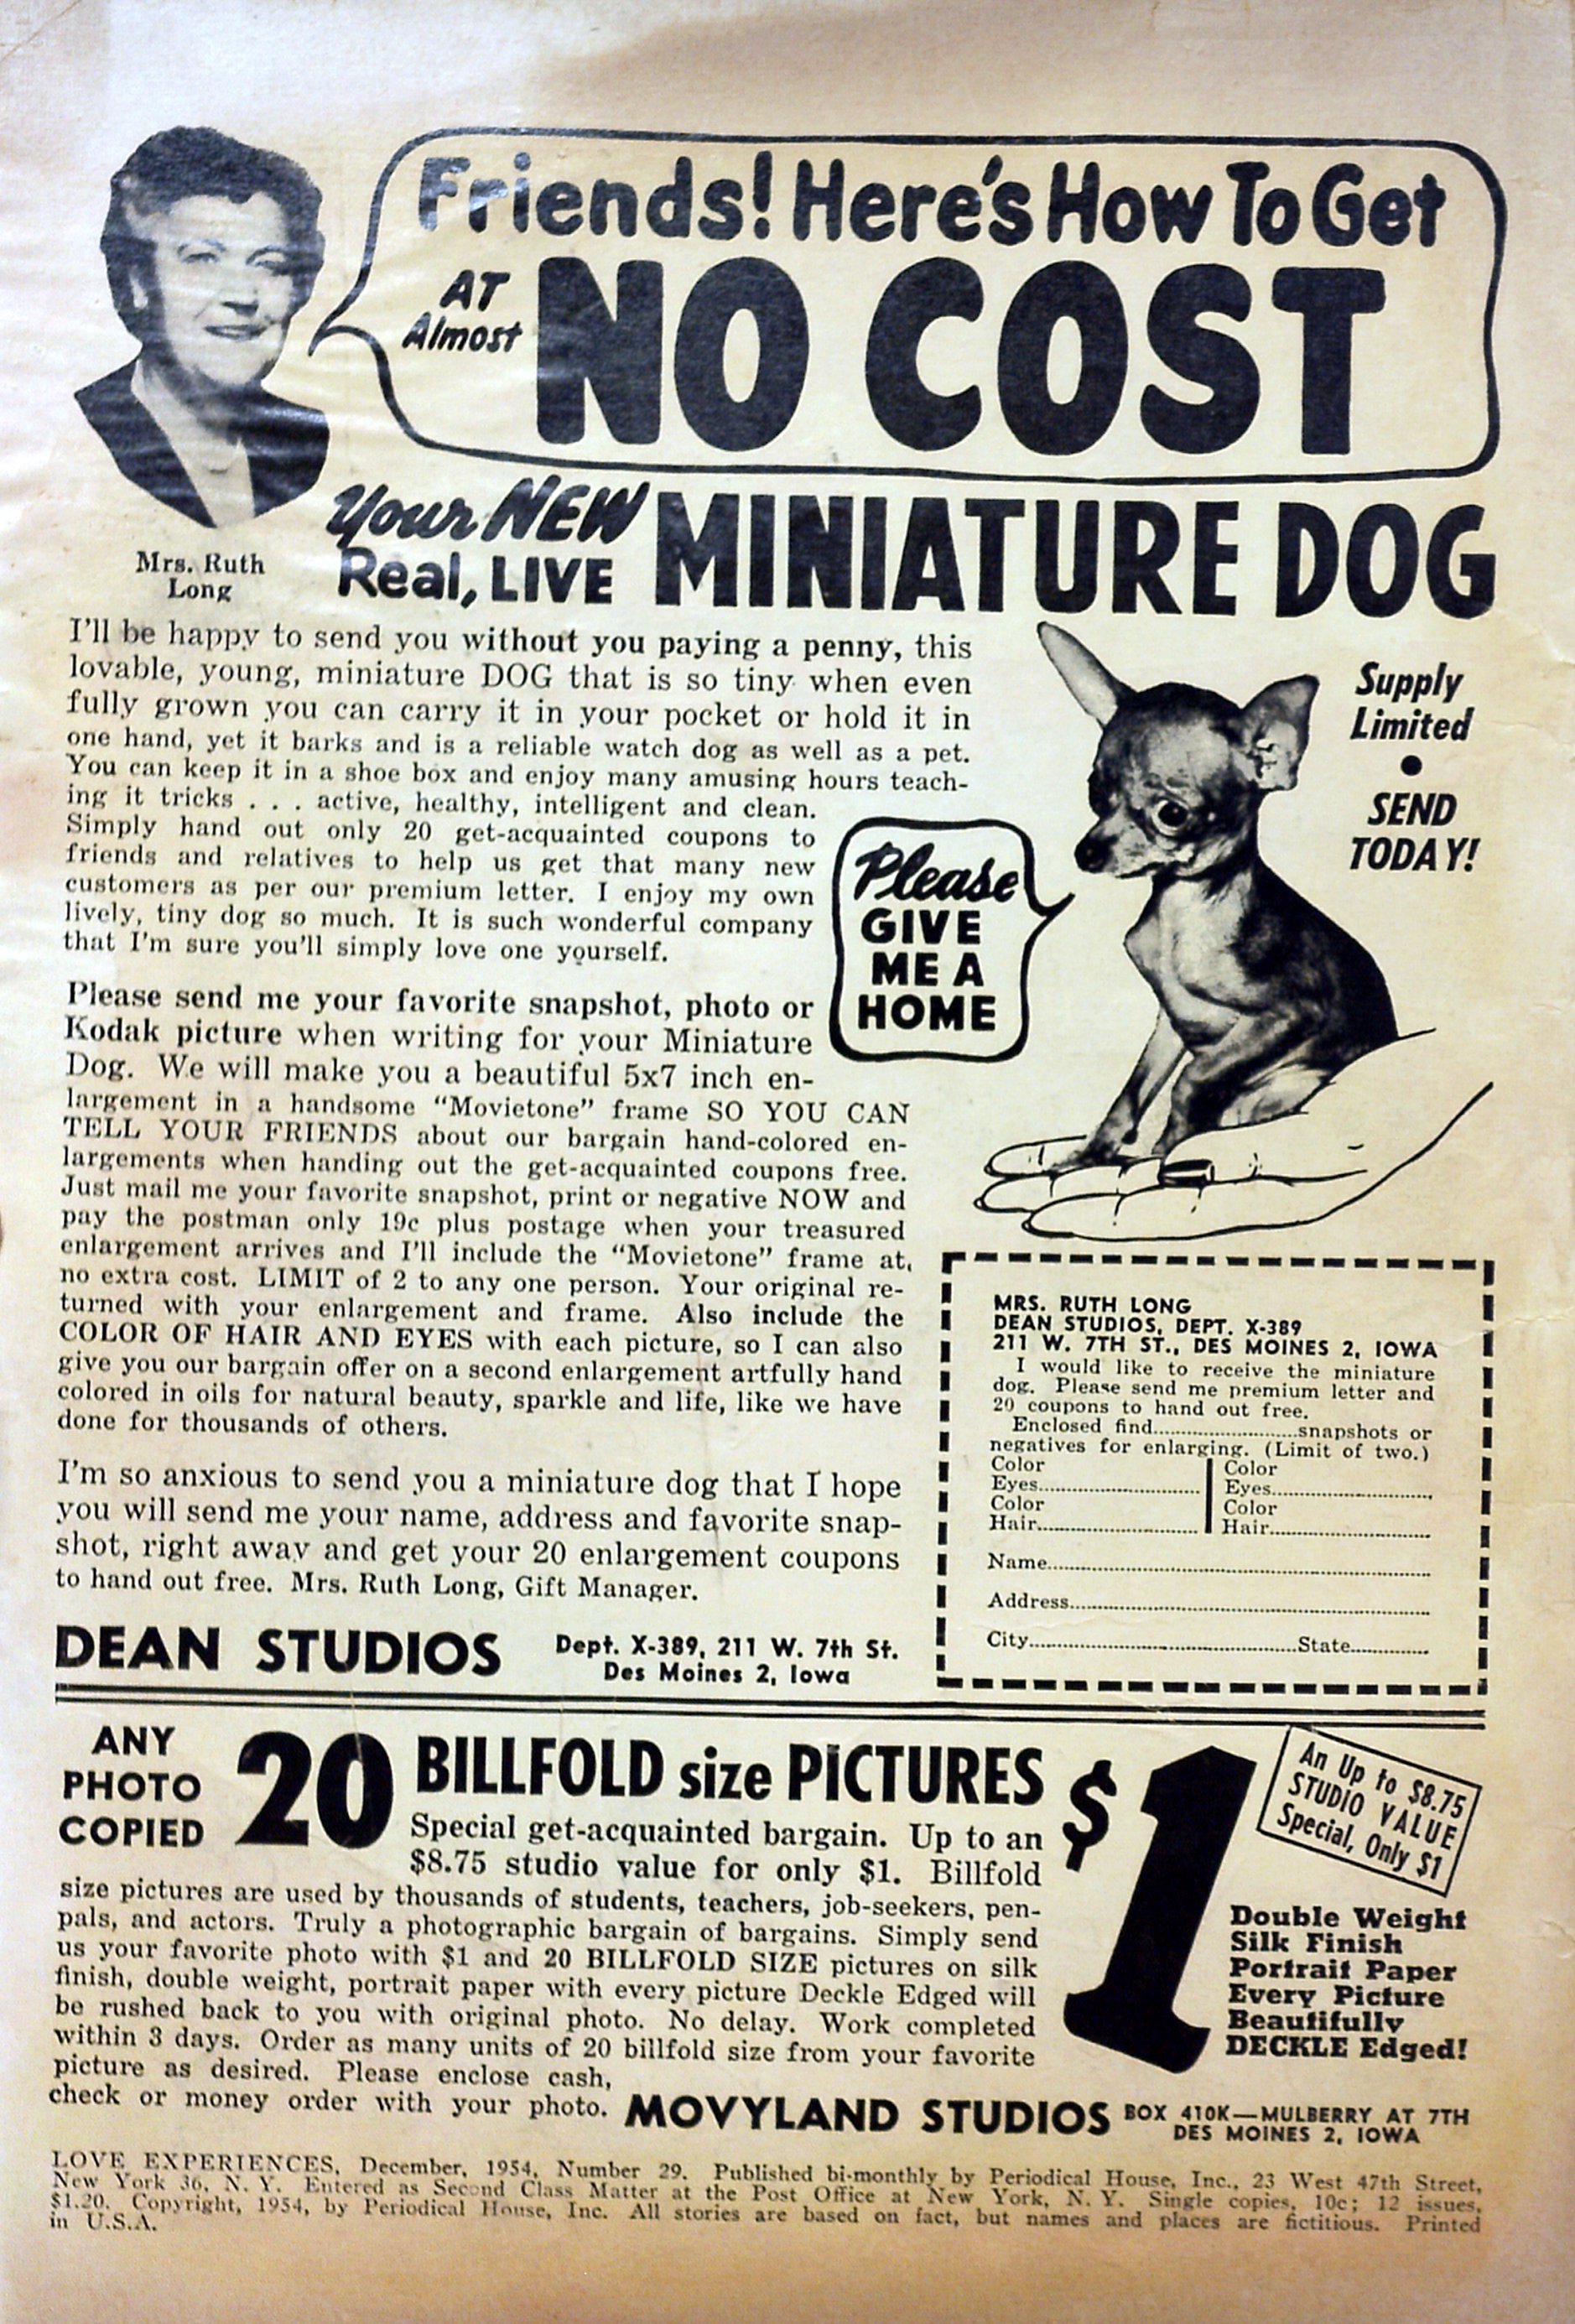 Friends! Here's How To Get
AT Almost NO COST
Mrs. Ruth
Long
Your NEW
Real, LIVE MINIATURE DOG
I'll be happy to send you without you paying a penny, this
lovable, young, miniature DOG that is so tiny when even
fully grown you can carry it in your pocket or hold it in
one hand, yet it barks and is a reliable watch dog as well as a pet.
You can keep it in a shoe box and enjoy many amusing hours teach-
ing it tricks . . . active, healthy, intelligent and clean.
Simply hand out only 20 get-acquainted coupons to
friends and relatives to help us get that many new
customers as per our premium letter. I enjoy my own
lively, tiny dog so much. It is such wonderful company
that I'm sure you'll simply love one yourself.
Supply
Limited
•
SEND
TODAY!
Please
GIVE
ME A
HOME
Please send me your favorite snapshot, photo or
Kodak picture when writing for your Miniature
Dog. We will make you a beautiful 5x7 inch en-
largement in a handsome "Movietone" frame SO YOU CAN
TELL YOUR FRIENDS about our bargain hand-colored en-
largements when handing out the get-acquainted coupons free.
Just mail me your favorite snapshot, print or negative NOW and
pay the postman only 19c plus postage when your treasured
enlargement arrives and I'll include the "Movietone" frame at
no extra cost. LIMIT of 2 to any one person. Your original re-
turned with your enlargement and frame. Also include the
COLOR OF HAIR AND EYES with each picture, so I can also
give you our bargain offer on a second enlargement artfully hand
colored in oils for natural beauty, sparkle and life, like we have
done for thousands of others.
I'm so anxious to send you a miniature dog that I hope
you will send me your name, address and favorite snap-
shot, right away and get your 20 enlargement coupons
to hand out free. Mrs. Ruth Long, Gift Manager.
DEAN STUDIOS
Dept. X-389, 211 W. 7th St.
Des Moines 2, Iowa
MRS. RUTH LONG
DEAN STUDIOS, DEPT. X-389
211 W. 7TH ST., DES MOINES 2, IOWA
I would like to receive the miniature
dog. Please send me premium letter and
20 coupons to hand out free.
Enclosed find..........................snapshots or
negatives for enlarging. (Limit of two.)
Color Color
Eyes.......................... Eyes..........................
Color Color
Hair.......................... Hair..........................
Name..........................
Address..........................
City..........................State..............
ANY
PHOTO
COPIED
20 BILLFOLD size PICTURES $1
An Up to $8.75
STUDIO VALUE
Special, Only $1
Special get-acquainted bargain. Up to an
$8.75 studio value for only $1. Billfold
size pictures are used by thousands of students, teachers, job-seekers, pen-
pals, and actors. Truly a photographic bargain of bargains. Simply send
us your favorite photo with $1 and 20 BILLFOLD SIZE pictures on silk
finish, double weight, portrait paper with every picture Deckle Edged will
be rushed back to you with original photo. No delay. Work completed
within 3 days. Order as many units of 20 billfold size from your favorite
picture as desired. Please enclose cash,
check or money order with your photo.
Double Weight
Silk Finish
Portrait Paper
Every Picture
Beautifully
DECKLE Edged!
MOVYLAND STUDIOS
BOX 410K—MULBERRY AT 7TH
DES MOINES 2, IOWA
LOVE EXPERIENCES, December, 1954, Number 29. Published bi-monthly by Periodical House, Inc., 23 West 47th Street,
New York 36, N. Y. Entered as Second Class Matter at the Post Office at New York, N. Y. Single copies, 10c; 12 issues,
$1.20. Copyright, 1954, by Periodical House, Inc. All stories are based on fact, but names and places are fictitious. Printed
in U.S.A.